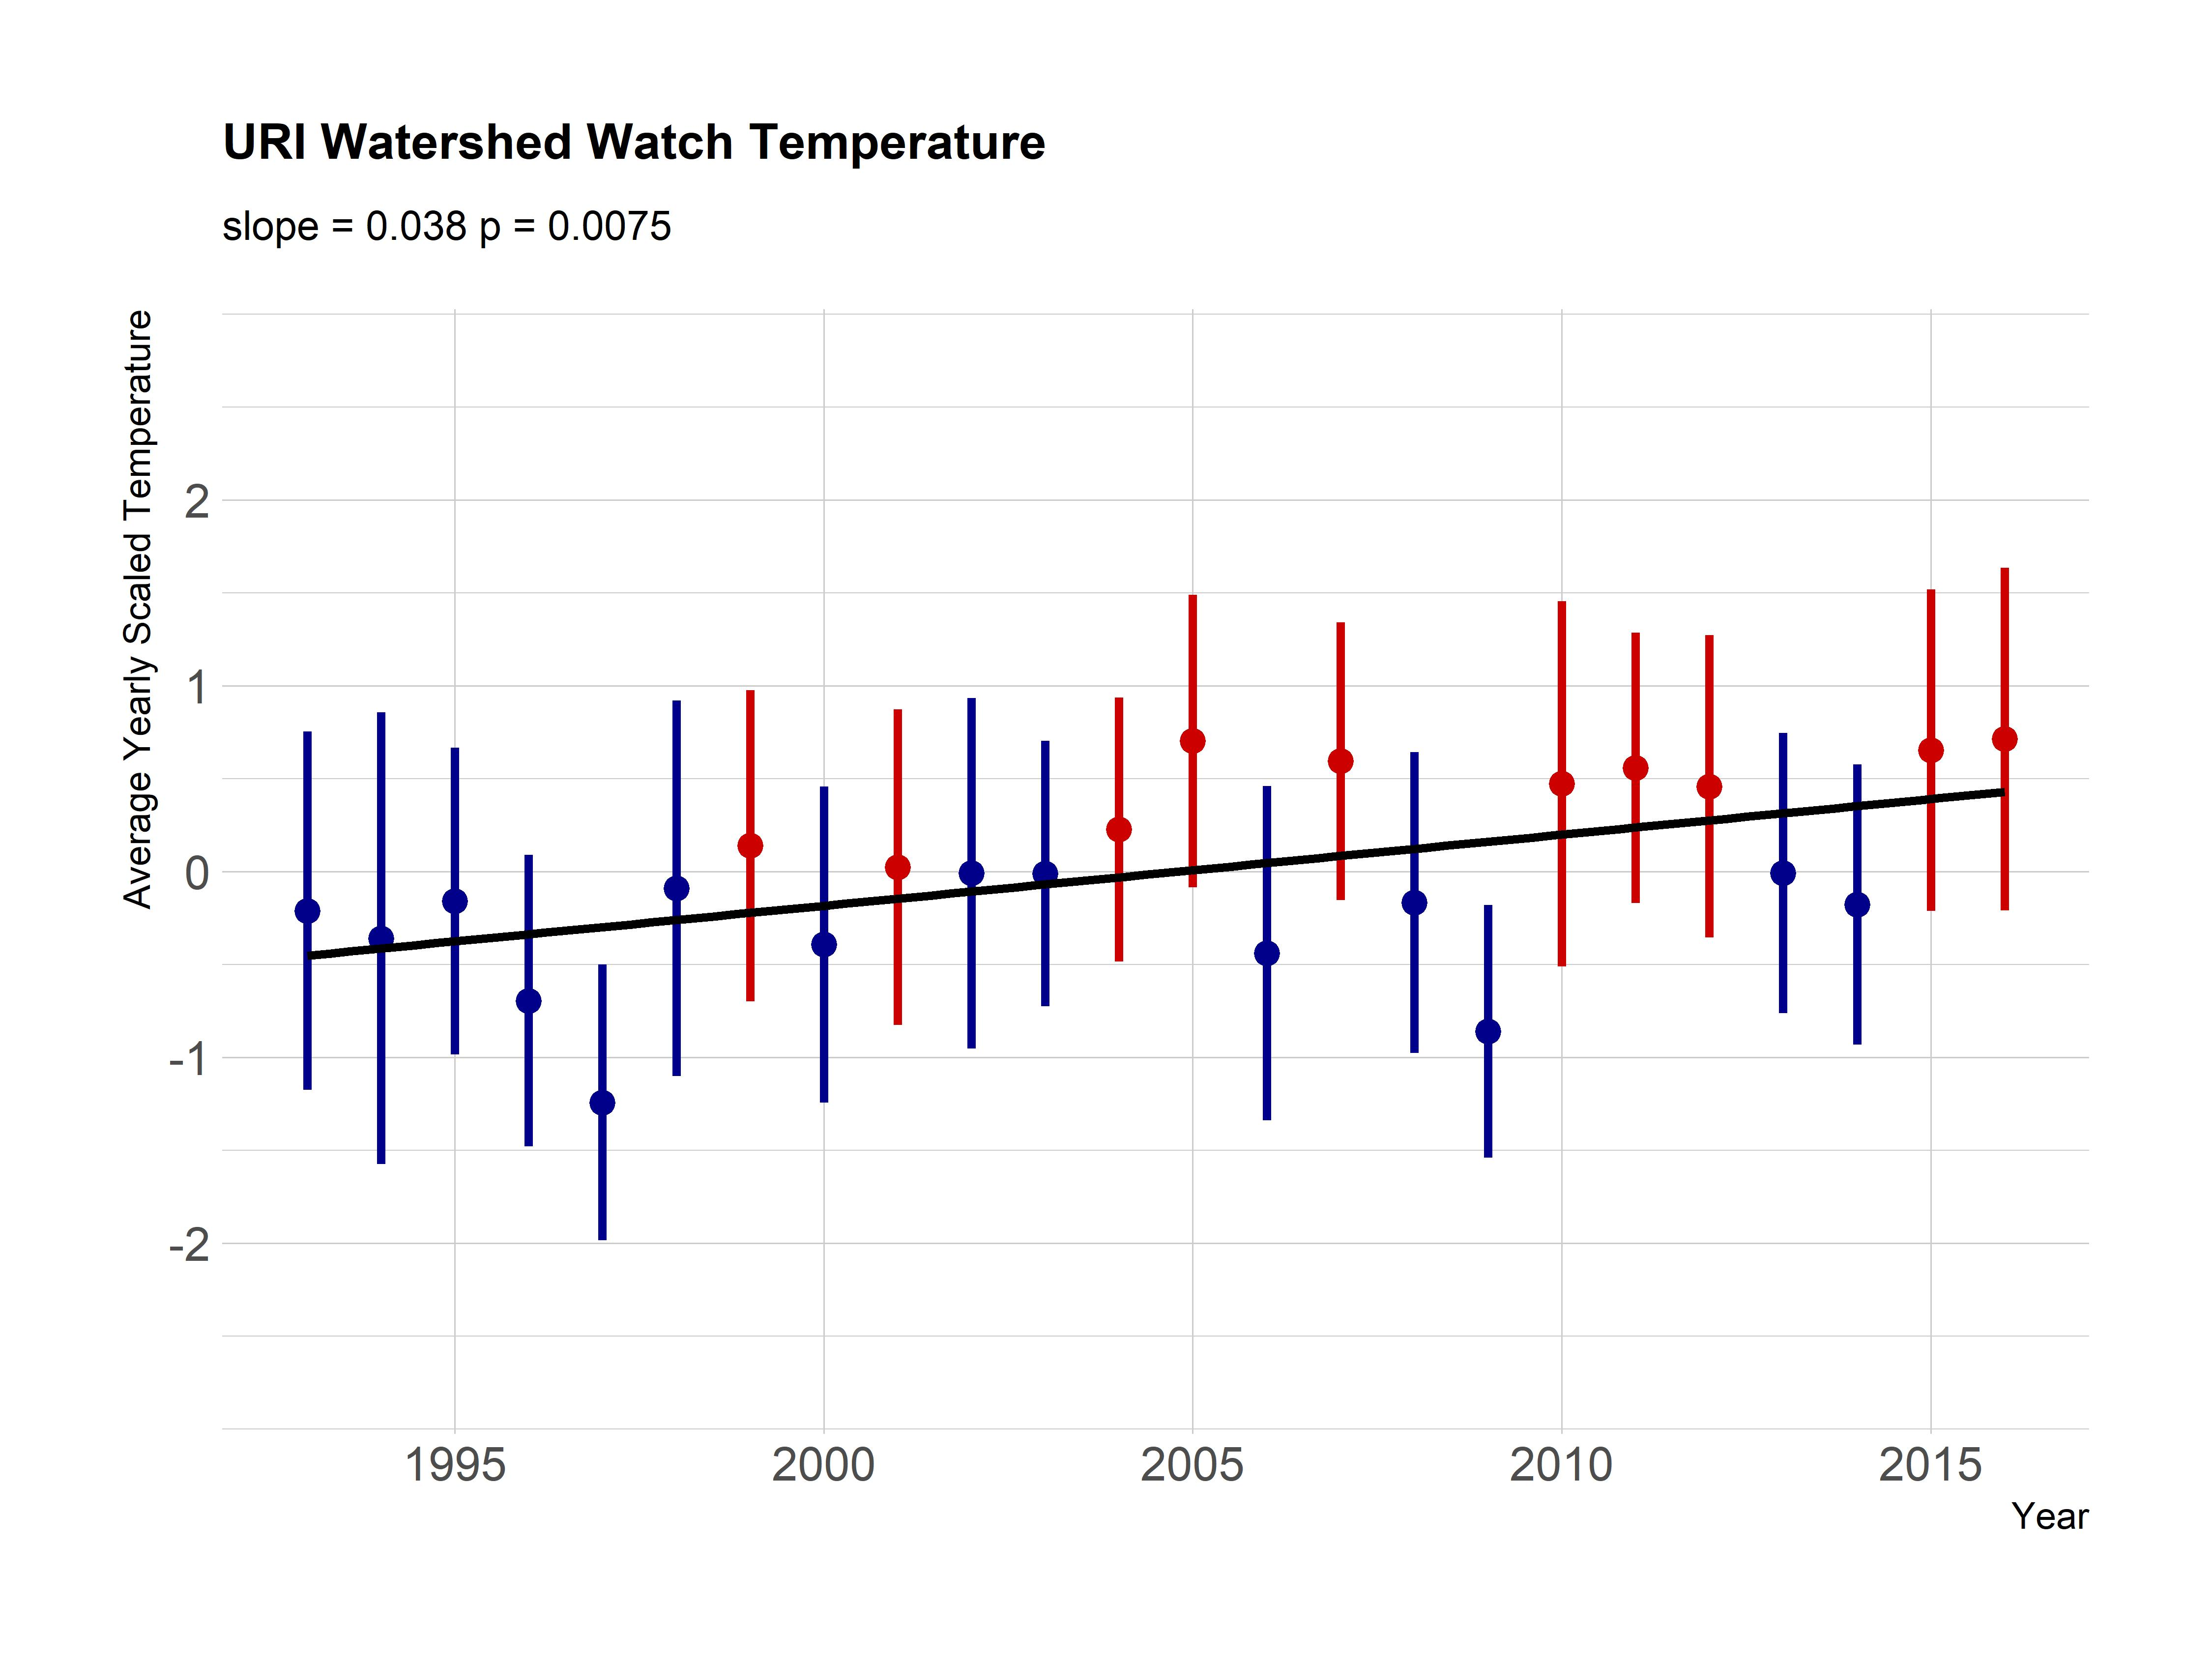 URI Watershed Watch Temperature
slope = 0.038 p = 0.0075
Average Yearly Scaled Temperature
2
1
0
-1
-2
1995 2000 2005 2010 2015
Year